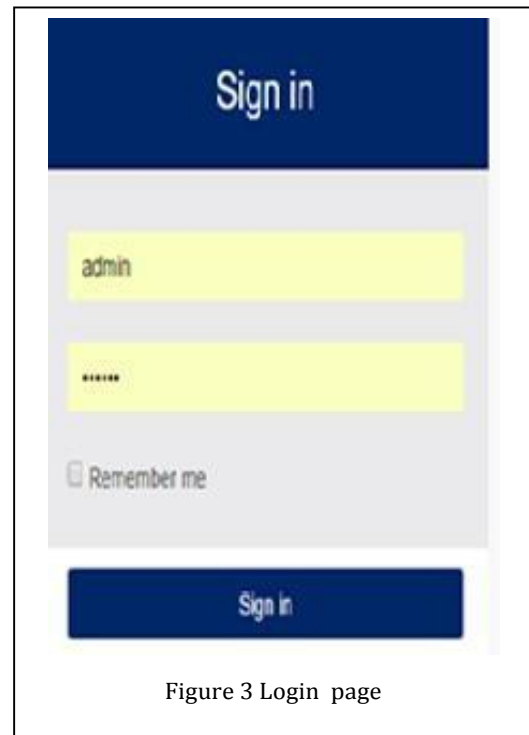 Sign in
admin
••••••
Remember me
Sign in
Figure 3 Login page